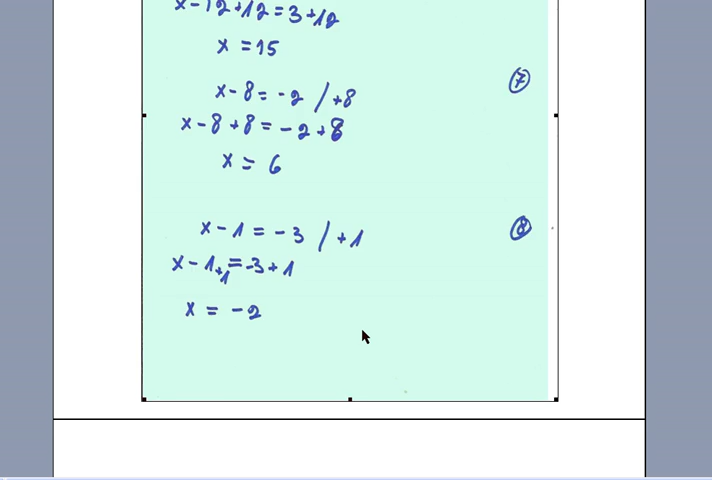 x-12+12=3+12
x=15
x-8=-2 /+8 ⑦
x-8+8=-2+8
x=6
x-1=-3 /+1 ⑧
x-1+1=-3+1
x=-2